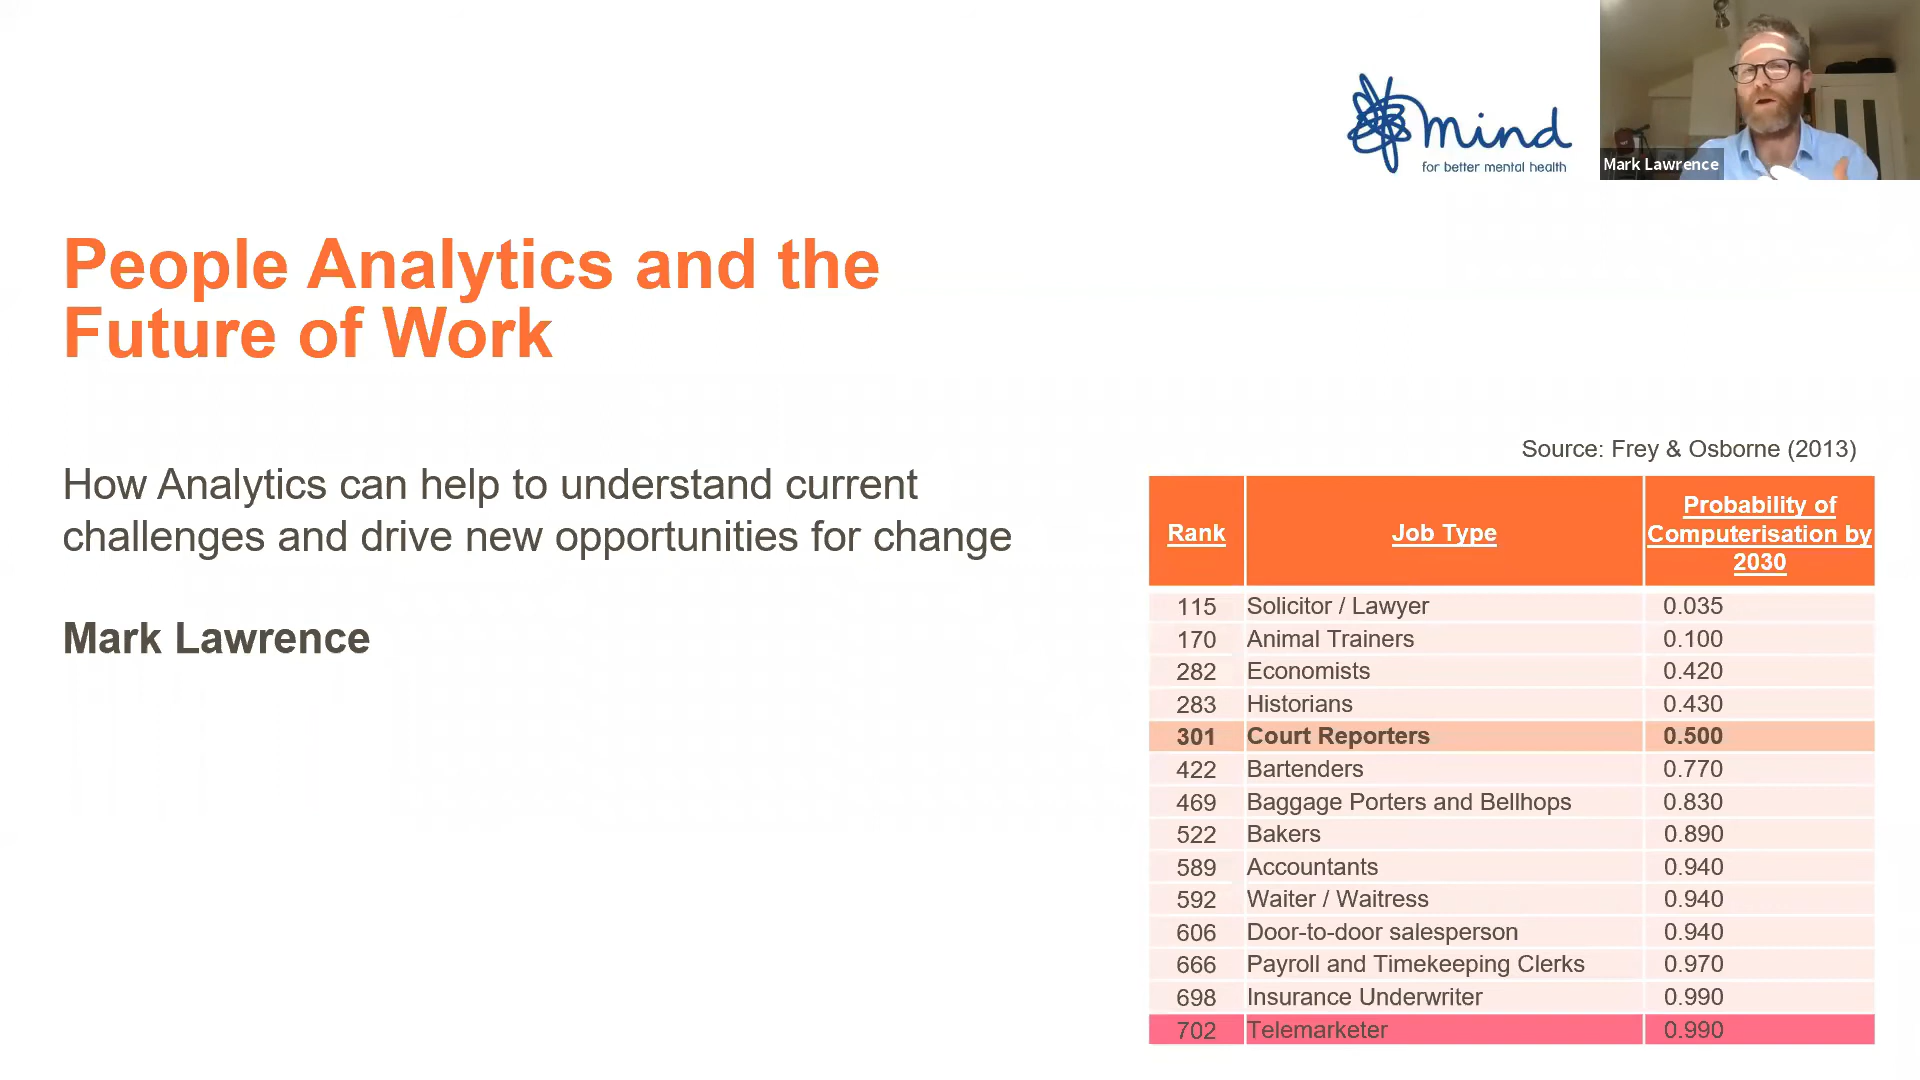 mind
for better mental health
Mark Lawrence
People Analytics and the
Future of Work
How Analytics can help to understand current
challenges and drive new opportunities for change
Mark Lawrence
Source: Frey & Osborne (2013)
Rank Job Type Probability of
Computerisation by
2030
115 Solicitor / Lawyer 0.035
170 Animal Trainers 0.100
282 Economists 0.420
283 Historians 0.430
301 Court Reporters 0.500
422 Bartenders 0.770
469 Baggage Porters and Bellhops 0.830
522 Bakers 0.890
589 Accountants 0.940
592 Waiter / Waitress 0.940
606 Door-to-door salesperson 0.940
666 Payroll and Timekeeping Clerks 0.970
698 Insurance Underwriter 0.990
702 Telemarketer 0.990